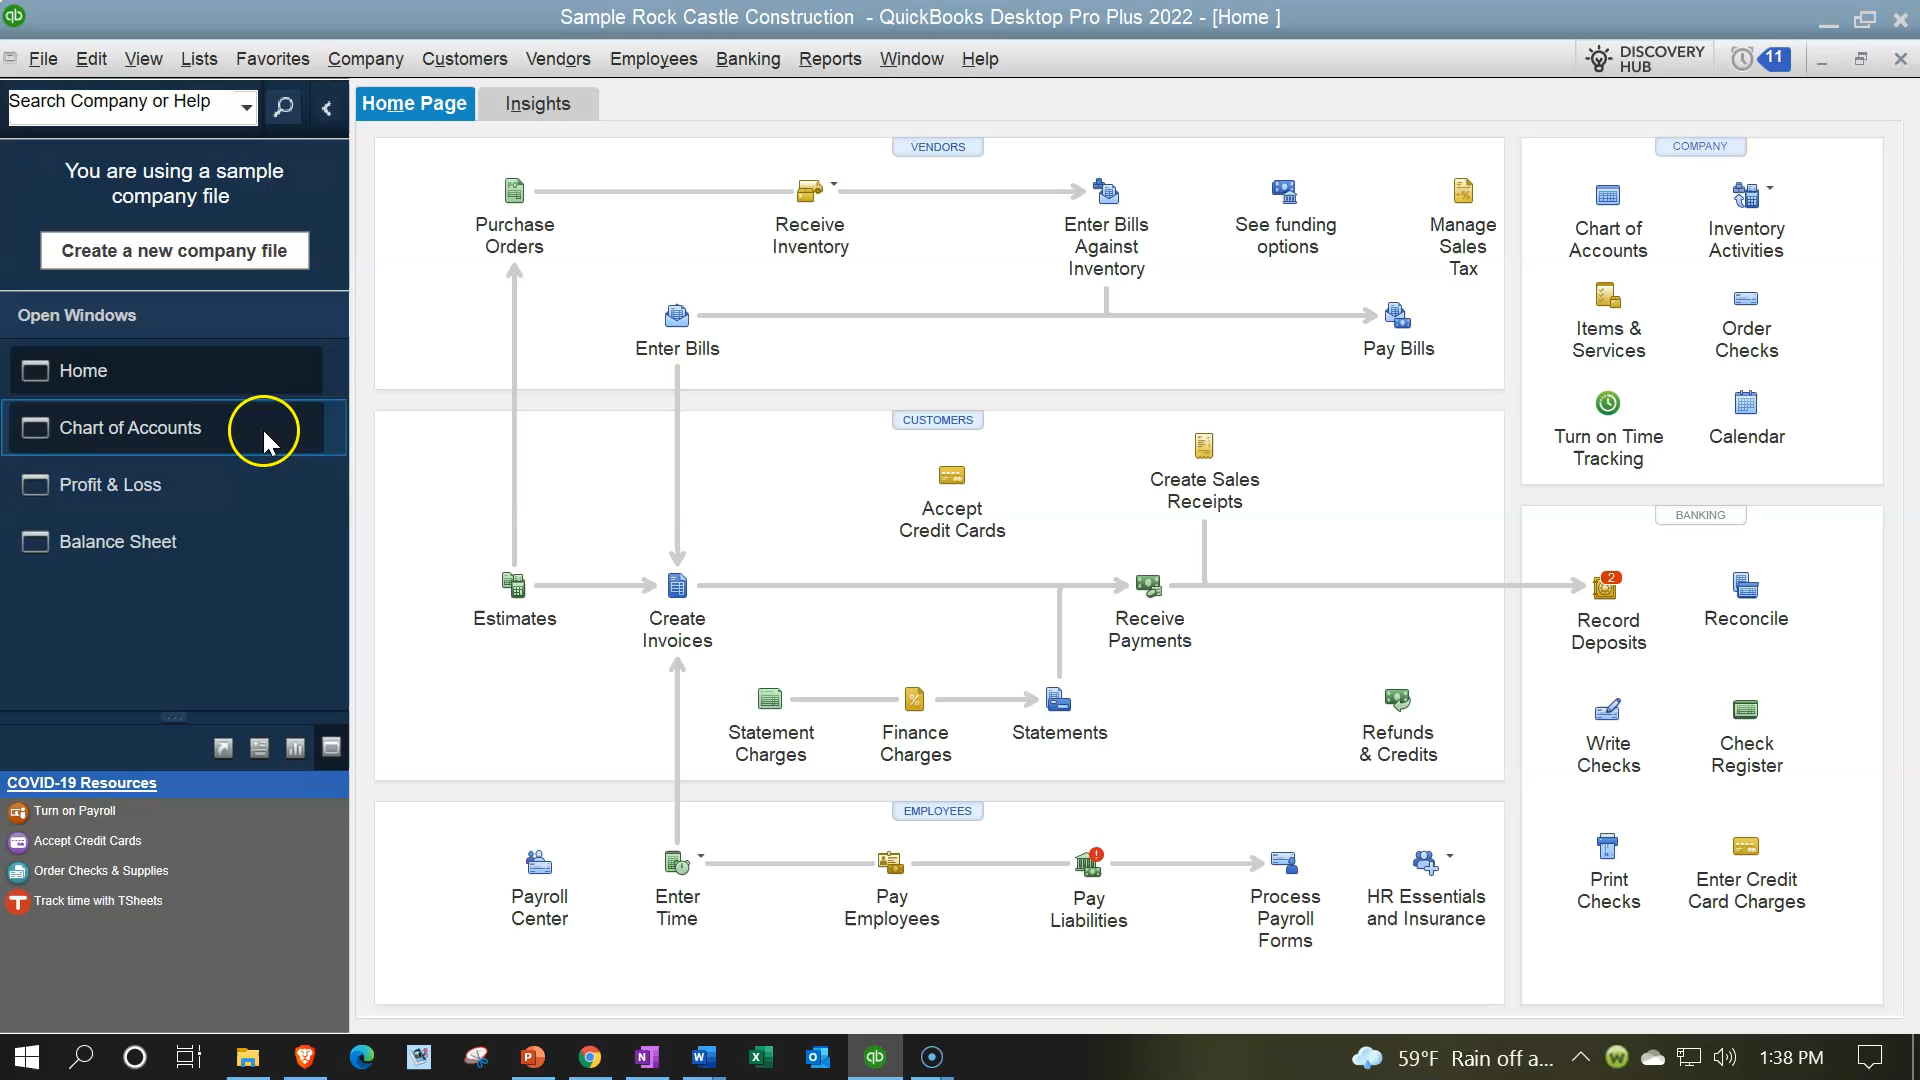 qb
Sample Rock Castle Construction - QuickBooks Desktop Pro Plus 2022 - [Home ]
File Edit View Lists Favorites Company Customers Vendors Employees Banking Reports Window Help
DISCOVERY
HUB
11
Search Company or Help
Home Page
Insights
You are using a sample
company file
Create a new company file
Open Windows
Home
Chart of Accounts
Profit & Loss
Balance Sheet
COVID-19 Resources
Turn on Payroll
Accept Credit Cards
Order Checks & Supplies
Track time with TSheets
VENDORS
Purchase
Orders
Receive
Inventory
Enter Bills
Against
Inventory
See funding
options
Manage
Sales
Tax
Enter Bills
Pay Bills
CUSTOMERS
Accept
Credit Cards
Create Sales
Receipts
Estimates
Create
Invoices
Receive
Payments
Statement
Charges
Finance
Charges
Statements
Refunds
& Credits
EMPLOYEES
Payroll
Center
Enter
Time
Pay
Employees
Pay
Liabilities
Process
Payroll
Forms
HR Essentials
and Insurance
COMPANY
Chart of
Accounts
Inventory
Activities
Items &
Services
Order
Checks
Turn on Time
Tracking
Calendar
BANKING
2
Record
Deposits
Reconcile
Write
Checks
Check
Register
Print
Checks
Enter Credit
Card Charges
59°F Rain off a...
1:38 PM